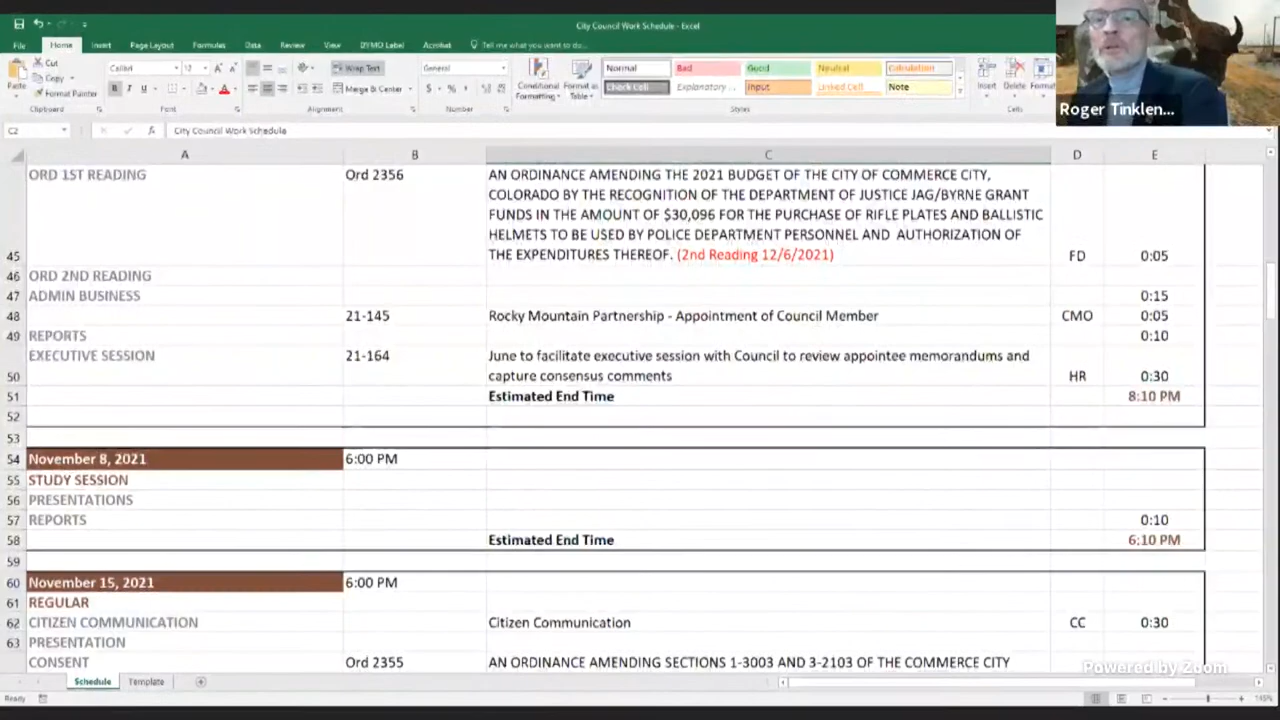 City Council Work Schedule - Excel
File Home Insert Page Layout Formulas Data Review View DYMO Label Acrobat Tell me what you want to do...
Cut
Copy
Format Painter
Paste
Calibri 12
Wrap Text
Merge & Center
General
Conditional Formatting
Format as Table
Normal Bad Good Neutral Calculation
Check Cell Explanatory ... Input Linked Cell Note
Insert Delete Format
Clipboard Font Alignment Number Styles Cells
Roger Tinklen...
C2 City Council Work Schedule
A B C D E
ORD 1ST READING Ord 2356 AN ORDINANCE AMENDING THE 2021 BUDGET OF THE CITY OF COMMERCE CITY,
COLORADO BY THE RECOGNITION OF THE DEPARTMENT OF JUSTICE JAG/BYRNE GRANT
FUNDS IN THE AMOUNT OF $30,096 FOR THE PURCHASE OF RIFLE PLATES AND BALLISTIC
HELMETS TO BE USED BY POLICE DEPARTMENT PERSONNEL AND AUTHORIZATION OF
45 THE EXPENDITURES THEREOF. (2nd Reading 12/6/2021) FD 0:05
46 ORD 2ND READING
47 ADMIN BUSINESS 0:15
48 21-145 Rocky Mountain Partnership - Appointment of Council Member CMO 0:05
49 REPORTS 0:10
EXECUTIVE SESSION 21-164 June to facilitate executive session with Council to review appointee memorandums and
50 capture consensus comments HR 0:30
51 Estimated End Time 8:10 PM
52
53
54 November 8, 2021 6:00 PM
55 STUDY SESSION
56 PRESENTATIONS
57 REPORTS 0:10
58 Estimated End Time 6:10 PM
59
60 November 15, 2021 6:00 PM
61 REGULAR
62 CITIZEN COMMUNICATION Citizen Communication CC 0:30
63 PRESENTATION
CONSENT Ord 2355 AN ORDINANCE AMENDING SECTIONS 1-3003 AND 3-2103 OF THE COMMERCE CITY
Powered by Zoom
Schedule Template
Ready